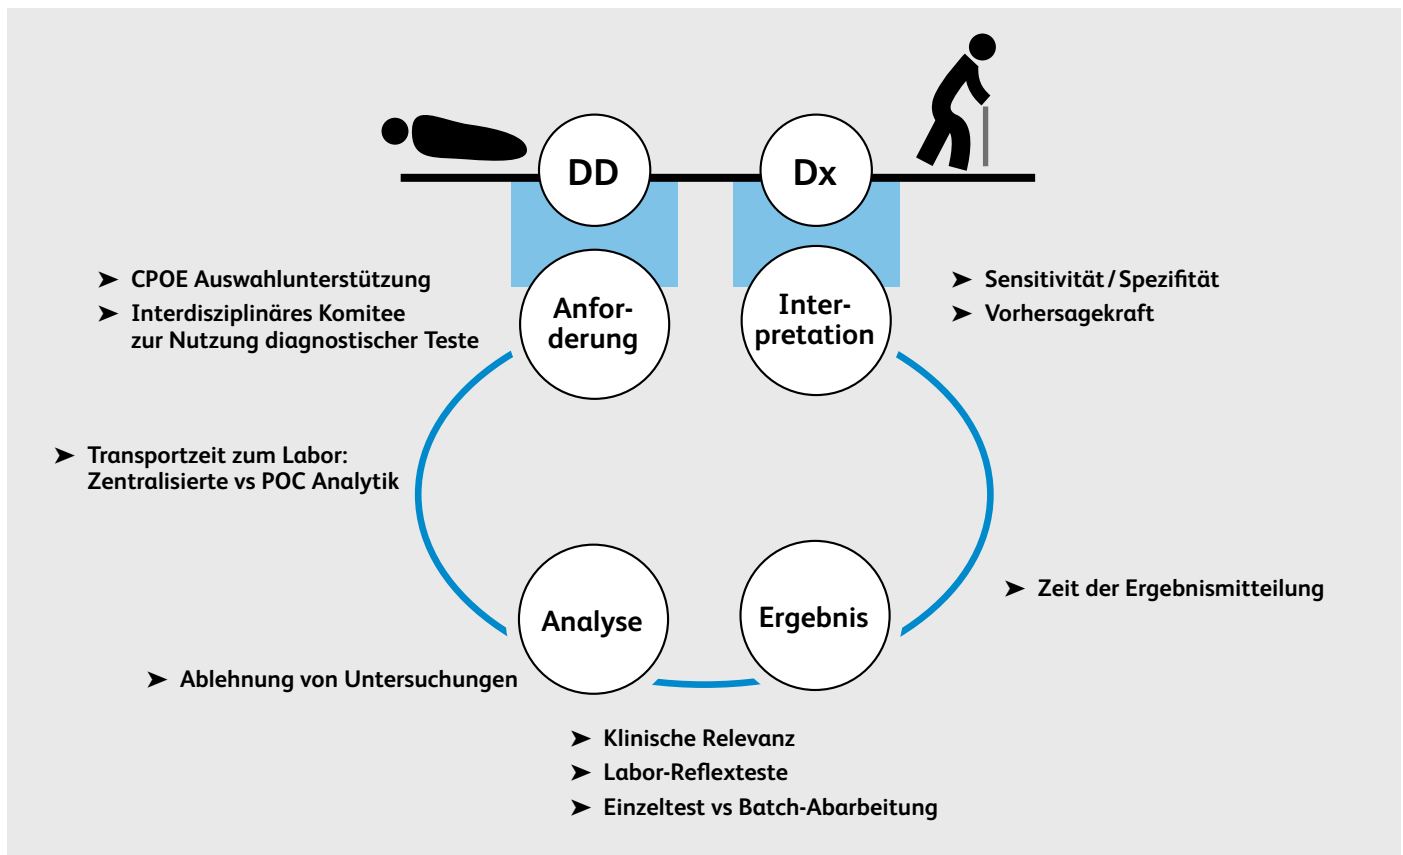 DD
Dx
➤ CPOE Auswahlunterstützung
➤ Interdisziplinäres Komitee
zur Nutzung diagnostischer Teste
Anfor-
derung
Inter-
pretation
➤ Sensitivität / Spezifität
➤ Vorhersagekraft
➤ Transportzeit zum Labor:
Zentralisierte vs POC Analytik
➤ Zeit der Ergebnismitteilung
Analyse
Ergebnis
➤ Ablehnung von Untersuchungen
➤ Klinische Relevanz
➤ Labor-Reflexteste
➤ Einzeltest vs Batch-Abarbeitung